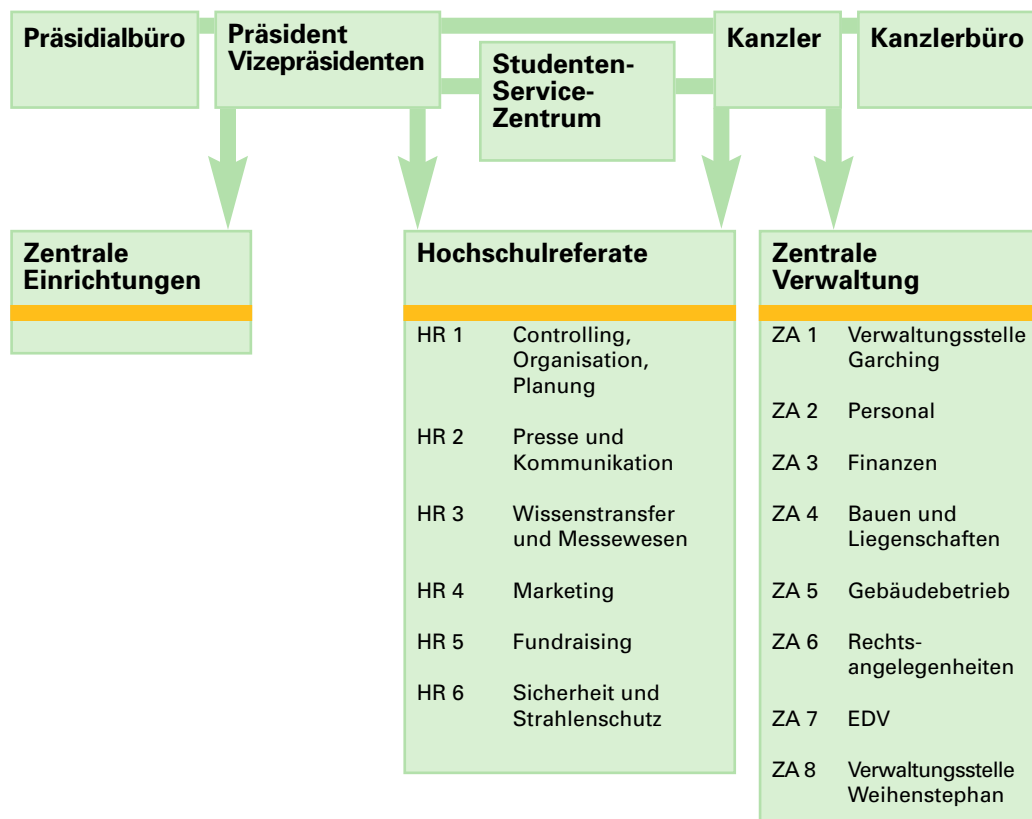 Präsidialbüro
Präsident
Vizepräsidenten
Studenten-
Service-
Zentrum
Kanzler
Kanzlerbüro
Zentrale
Einrichtungen
Hochschulreferate
HR 1 Controlling,
Organisation,
Planung
HR 2 Presse und
Kommunikation
HR 3 Wissenstransfer
und Messewesen
HR 4 Marketing
HR 5 Fundraising
HR 6 Sicherheit und
Strahlenschutz
Zentrale
Verwaltung
ZA 1 Verwaltungsstelle
Garching
ZA 2 Personal
ZA 3 Finanzen
ZA 4 Bauen und
Liegenschaften
ZA 5 Gebäudebetrieb
ZA 6 Rechts-
angelegenheiten
ZA 7 EDV
ZA 8 Verwaltungsstelle
Weihenstephan